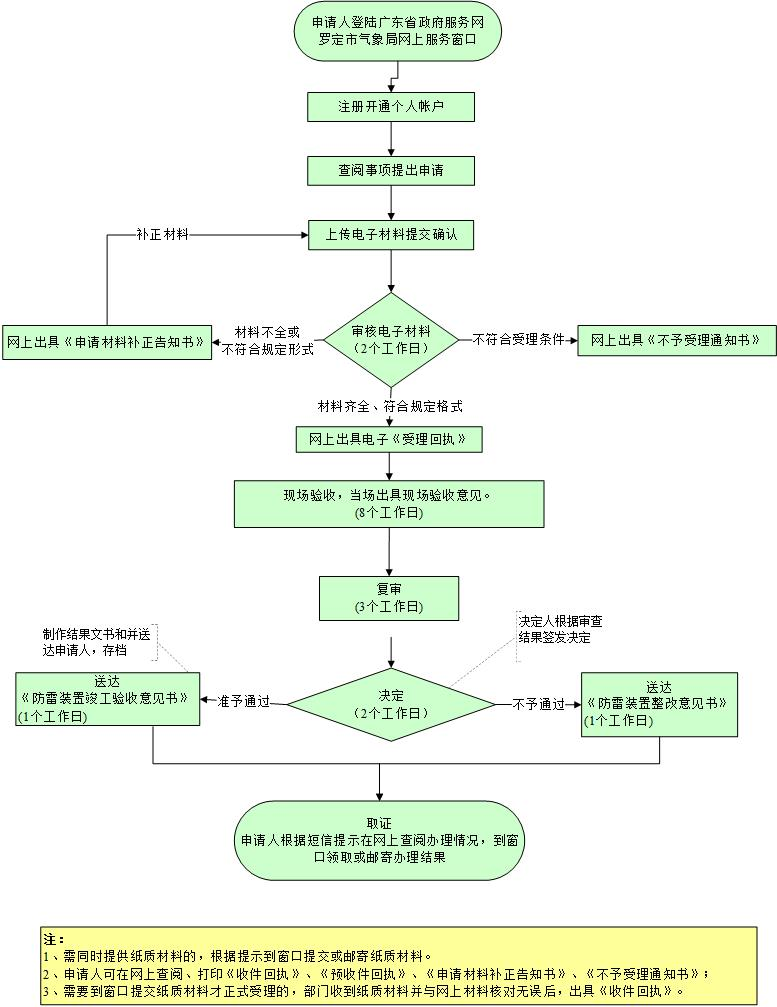 申请人登陆广东省政府服务网
罗定市气象局网上服务窗口
注册开通个人帐户
查阅事项提出申请
补正材料
上传电子材料提交确认
网上出具《申请材料补正告知书》
材料不全或
不符合规定形式
审核电子材料
（2个工作日）
不符合受理条件
网上出具《不予受理通知书》
材料齐全、符合规定格式
网上出具电子《受理回执》
现场验收，当场出具现场验收意见。
(8个工作日)
复审
(3个工作日)
制作结果文书和并送
达申请人，存档
决定人根据审查
结果签发决定
送达
《防雷装置竣工验收意见书》
(1个工作日)
准予通过
决定
（2个工作日）
不予通过
送达
《防雷装置整改意见书》
(1个工作日)
取证
申请人根据短信提示在网上查阅办理情况，到窗
口领取或邮寄办理结果
注：
1、需同时提供纸质材料的，根据提示到窗口提交或邮寄纸质材料。
2、申请人可在网上查阅、打印《收件回执》、《预收件回执》、《申请材料补正告知书》、《不予受理通知书》；
3、需要到窗口提交纸质材料才正式受理的，部门收到纸质材料并与网上材料核对无误后，出具《收件回执》。